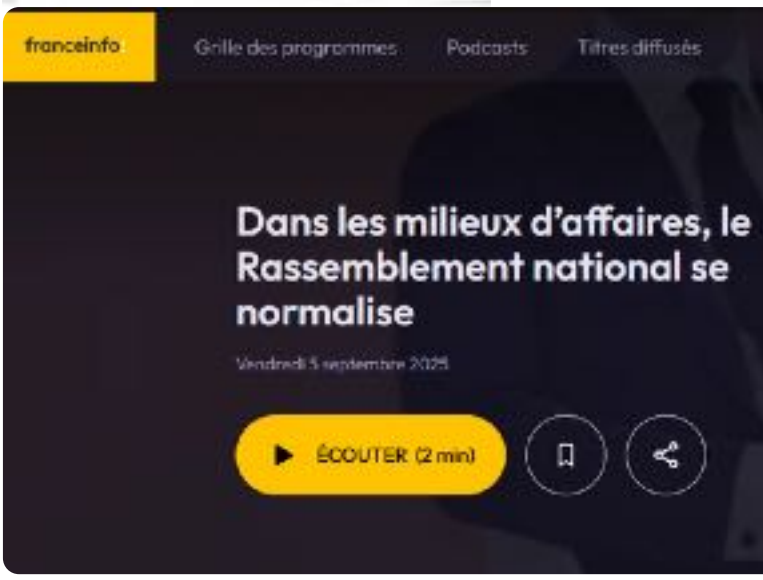 franceinfo:
Grille des programmes
Podcasts
Titres diffusés
Dans les milieux d'affaires, le
Rassemblement national se
normalise
Vendredi 5 septembre 2025
ÉCOUTER (2 min)